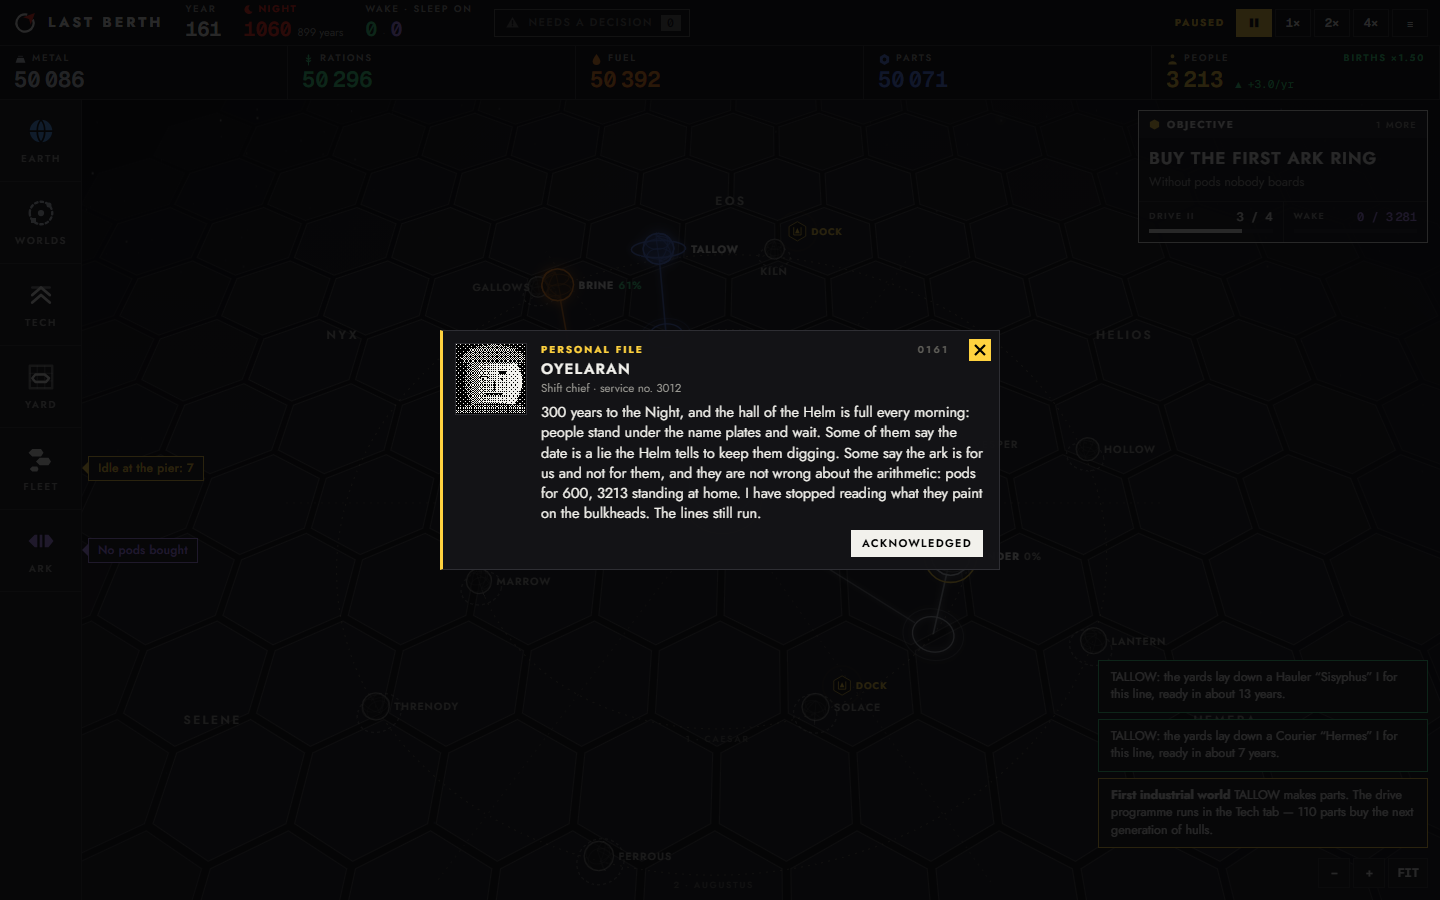 LAST BERTH
YEAR
161
NIGHT
1060 899 years
WAKE · SLEEP ON
0 0
NEEDS A DECISION 0
PAUSED
1×
2×
4×
METAL
50 086
RATIONS
50 296
FUEL
50 392
PARTS
50 071
PEOPLE
3 213 ▲ +3.0/yr
BIRTHS ×1.50
EARTH
WORLDS
TECH
YARD
FLEET
ARK
Idle at the pier: 7
No pods bought
OBJECTIVE
1 MORE
BUY THE FIRST ARK RING
Without pods nobody boards
DRIVE II 3 / 4
WAKE 0 / 3 281
EOS
DOCK
TALLOW
KILN
GALLOWS
BRINE 61%
NYX
HELIOS
PERSONAL FILE
0161
OYELARAN
Shift chief · service no. 3012
300 years to the Night, and the hall of the Helm is full every morning:
people stand under the name plates and wait. Some of them say the
date is a lie the Helm tells to keep them digging. Some say the ark is for
us and not for them, and they are not wrong about the arithmetic: pods
for 600, 3213 standing at home. I have stopped reading what they paint
on the bulkheads. The lines still run.
ACKNOWLEDGED
HOLLOW
0%
MARROW
LANTERN
DOCK
SOLACE
THRENODY
SELENE
CAESAR
TALLOW: the yards lay down a Hauler “Sisyphus” I for
this line, ready in about 13 years.
TALLOW: the yards lay down a Courier “Hermes” I for
this line, ready in about 7 years.
First industrial world TALLOW makes parts. The drive
programme runs in the Tech tab — 110 parts buy the next
generation of hulls.
FERROUS
AUGUSTUS
− + FIT